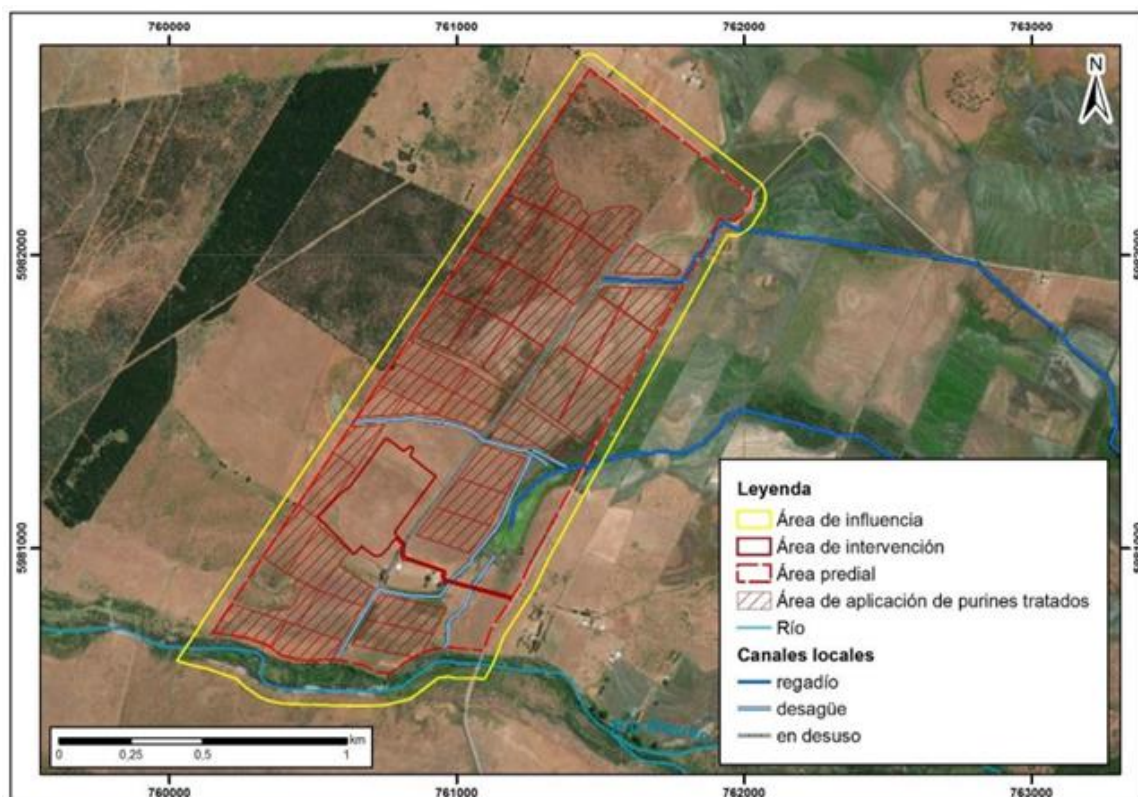 760000 761000 762000 763000
N
5982000 5982000
5981000 5981000
Leyenda
Área de influencia
Área de intervención
Área predial
Área de aplicación de purines tratados
Río
Canales locales
regadío
desagüe
en desuso
km
0 0,25 0,5 1
760000 761000 762000 763000